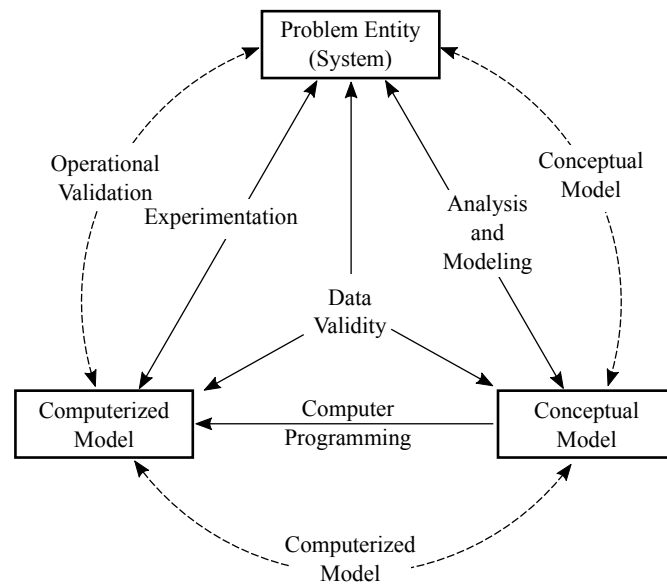 Problem Entity
(System)
Operational
Validation
Conceptual
Model
Experimentation
Analysis
and
Modeling
Data
Validity
Computerized
Model
Computer
Programming
Conceptual
Model
Computerized
Model